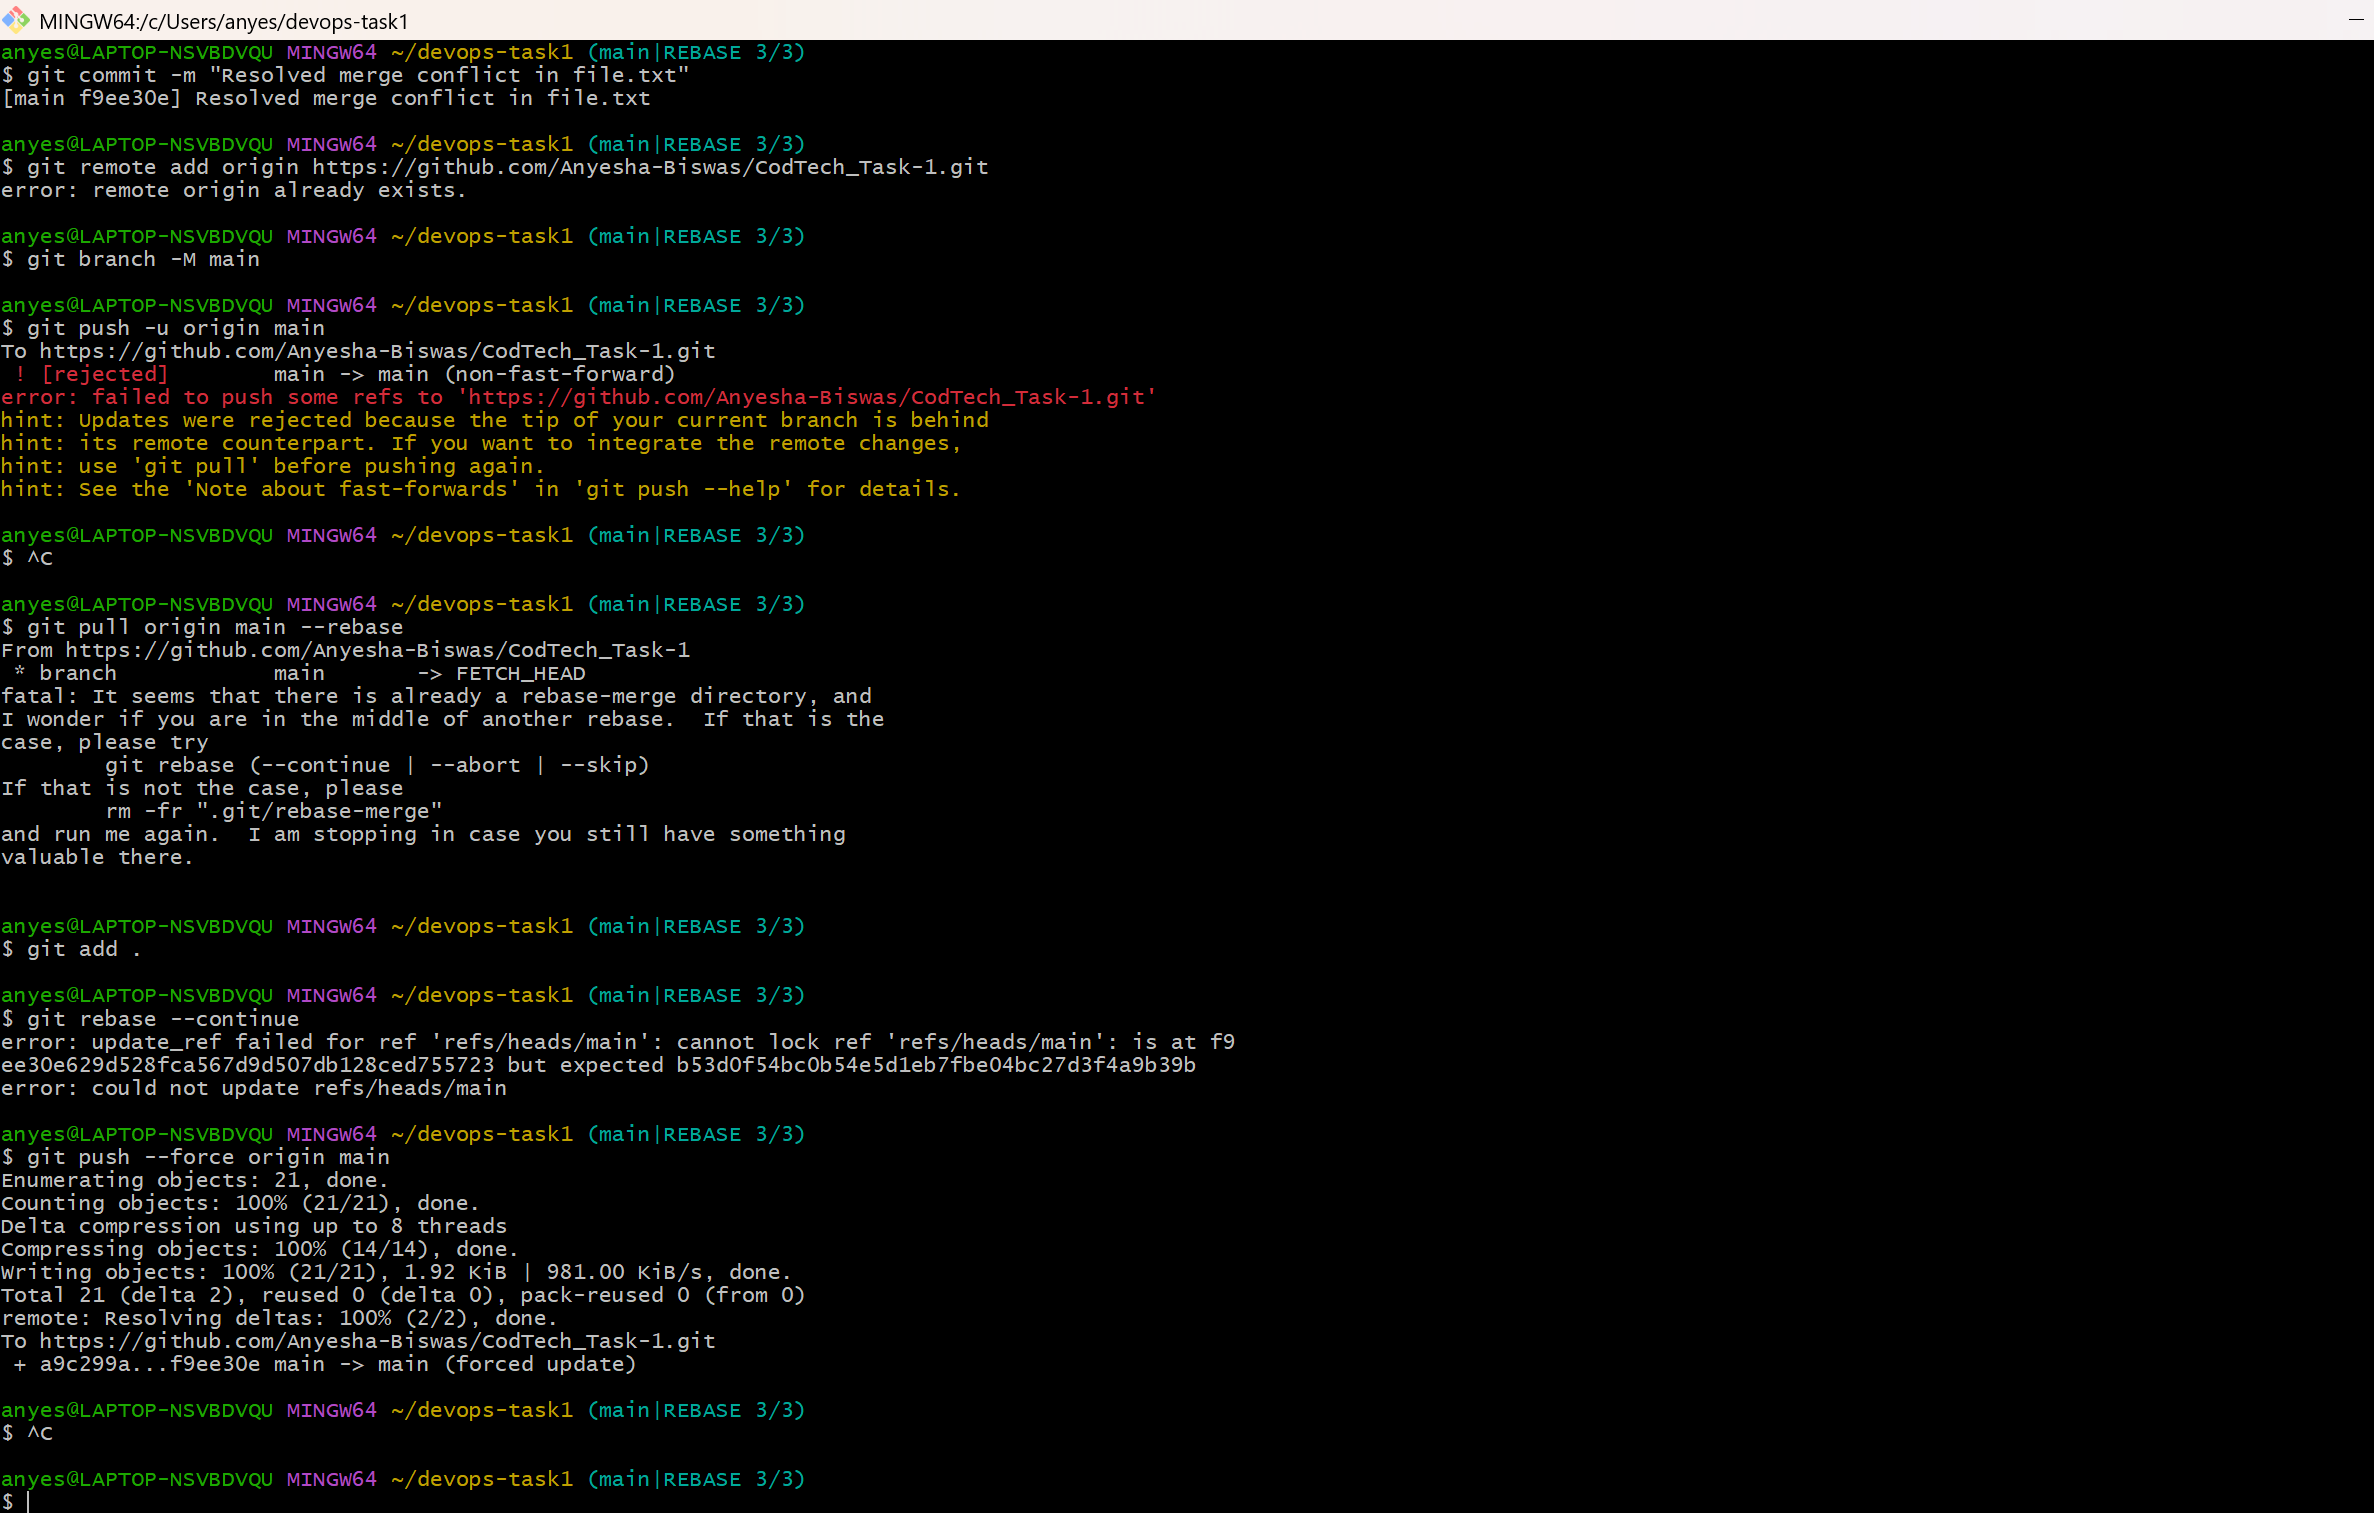 MINGW64:/c/Users/anyes/devops-task1
anyes@LAPTOP-NSVBDVQU MINGW64 ~/devops-task1 (main|REBASE 3/3)
$ git commit -m "Resolved merge conflict in file.txt"
[main f9ee30e] Resolved merge conflict in file.txt
anyes@LAPTOP-NSVBDVQU MINGW64 ~/devops-task1 (main|REBASE 3/3)
$ git remote add origin https://github.com/Anyesha-Biswas/CodTech_Task-1.git
error: remote origin already exists.
anyes@LAPTOP-NSVBDVQU MINGW64 ~/devops-task1 (main|REBASE 3/3)
$ git branch -M main
anyes@LAPTOP-NSVBDVQU MINGW64 ~/devops-task1 (main|REBASE 3/3)
$ git push -u origin main
To https://github.com/Anyesha-Biswas/CodTech_Task-1.git
 ! [rejected]        main -> main (non-fast-forward)
error: failed to push some refs to 'https://github.com/Anyesha-Biswas/CodTech_Task-1.git'
hint: Updates were rejected because the tip of your current branch is behind
hint: its remote counterpart. If you want to integrate the remote changes,
hint: use 'git pull' before pushing again.
hint: See the 'Note about fast-forwards' in 'git push --help' for details.
anyes@LAPTOP-NSVBDVQU MINGW64 ~/devops-task1 (main|REBASE 3/3)
$ ^C
anyes@LAPTOP-NSVBDVQU MINGW64 ~/devops-task1 (main|REBASE 3/3)
$ git pull origin main --rebase
From https://github.com/Anyesha-Biswas/CodTech_Task-1
 * branch            main       -> FETCH_HEAD
fatal: It seems that there is already a rebase-merge directory, and
I wonder if you are in the middle of another rebase.  If that is the
case, please try
        git rebase (--continue | --abort | --skip)
If that is not the case, please
        rm -fr ".git/rebase-merge"
and run me again.  I am stopping in case you still have something
valuable there.
anyes@LAPTOP-NSVBDVQU MINGW64 ~/devops-task1 (main|REBASE 3/3)
$ git add .
anyes@LAPTOP-NSVBDVQU MINGW64 ~/devops-task1 (main|REBASE 3/3)
$ git rebase --continue
error: update_ref failed for ref 'refs/heads/main': cannot lock ref 'refs/heads/main': is at f9
ee30e629d528fca567d9d507db128ced755723 but expected b53d0f54bc0b54e5d1eb7fbe04bc27d3f4a9b39b
error: could not update refs/heads/main
anyes@LAPTOP-NSVBDVQU MINGW64 ~/devops-task1 (main|REBASE 3/3)
$ git push --force origin main
Enumerating objects: 21, done.
Counting objects: 100% (21/21), done.
Delta compression using up to 8 threads
Compressing objects: 100% (14/14), done.
Writing objects: 100% (21/21), 1.92 KiB | 981.00 KiB/s, done.
Total 21 (delta 2), reused 0 (delta 0), pack-reused 0 (from 0)
remote: Resolving deltas: 100% (2/2), done.
To https://github.com/Anyesha-Biswas/CodTech_Task-1.git
 + a9c299a...f9ee30e main -> main (forced update)
anyes@LAPTOP-NSVBDVQU MINGW64 ~/devops-task1 (main|REBASE 3/3)
$ ^C
anyes@LAPTOP-NSVBDVQU MINGW64 ~/devops-task1 (main|REBASE 3/3)
$